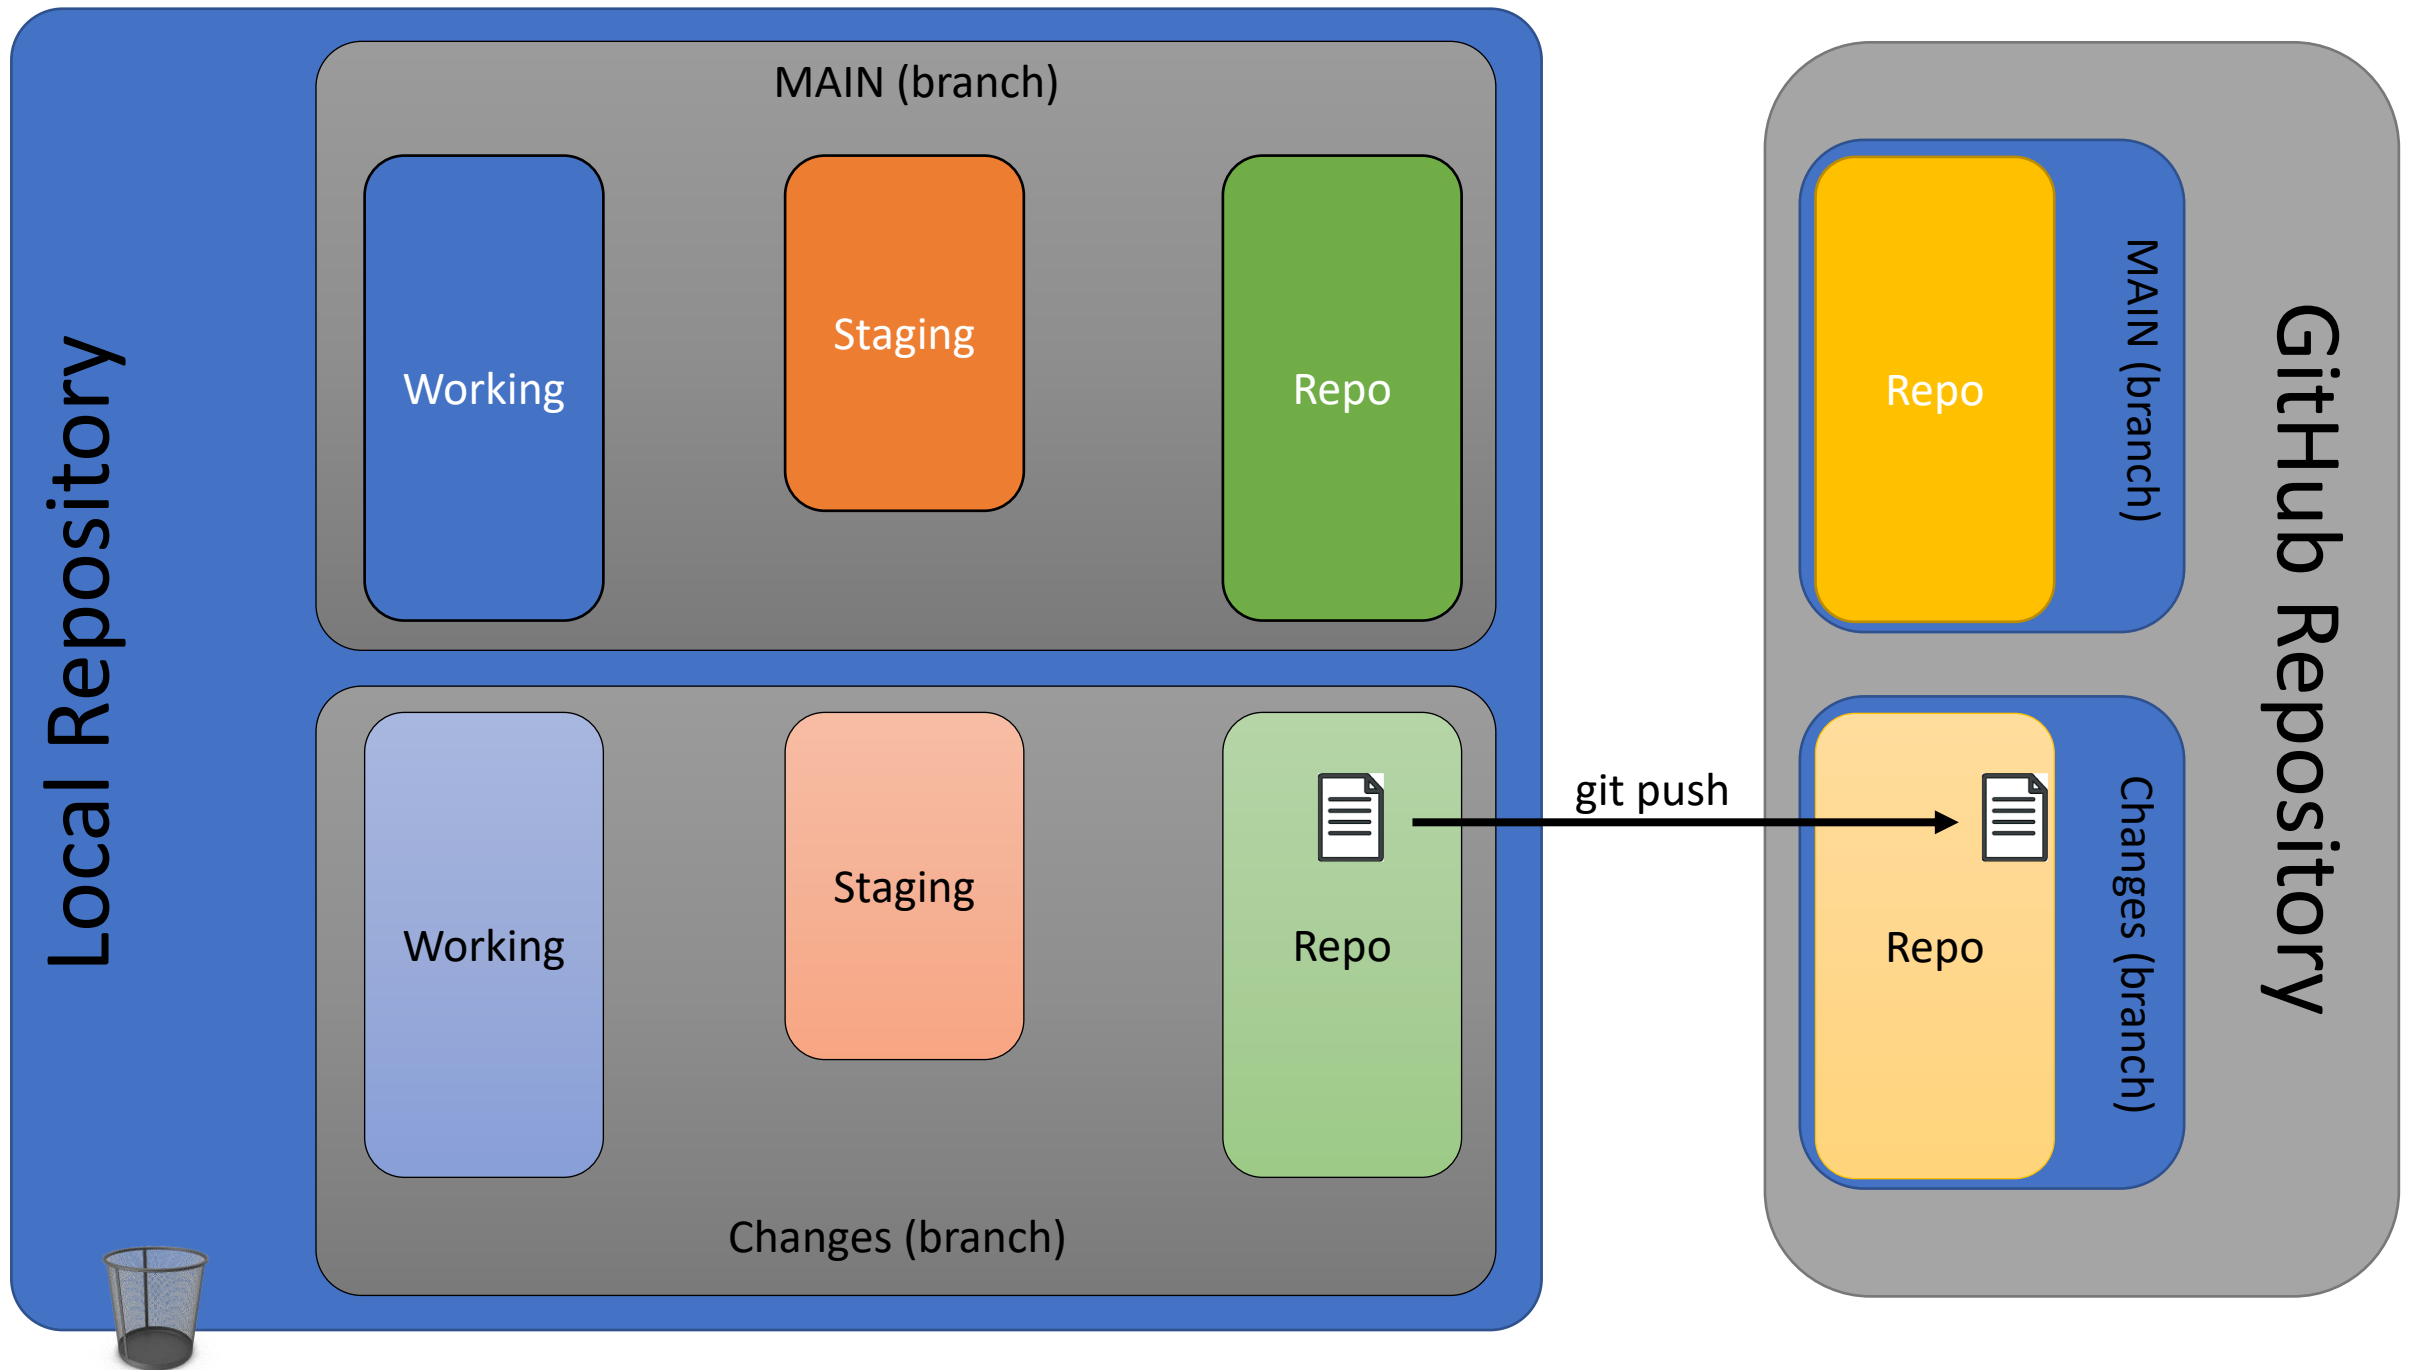 Local Repository
MAIN (branch)
Working
Staging
Repo
Working
Staging
Repo
Changes (branch)
git push
Repo
MAIN (branch)
Repo
Changes (branch)
GitHub Repository